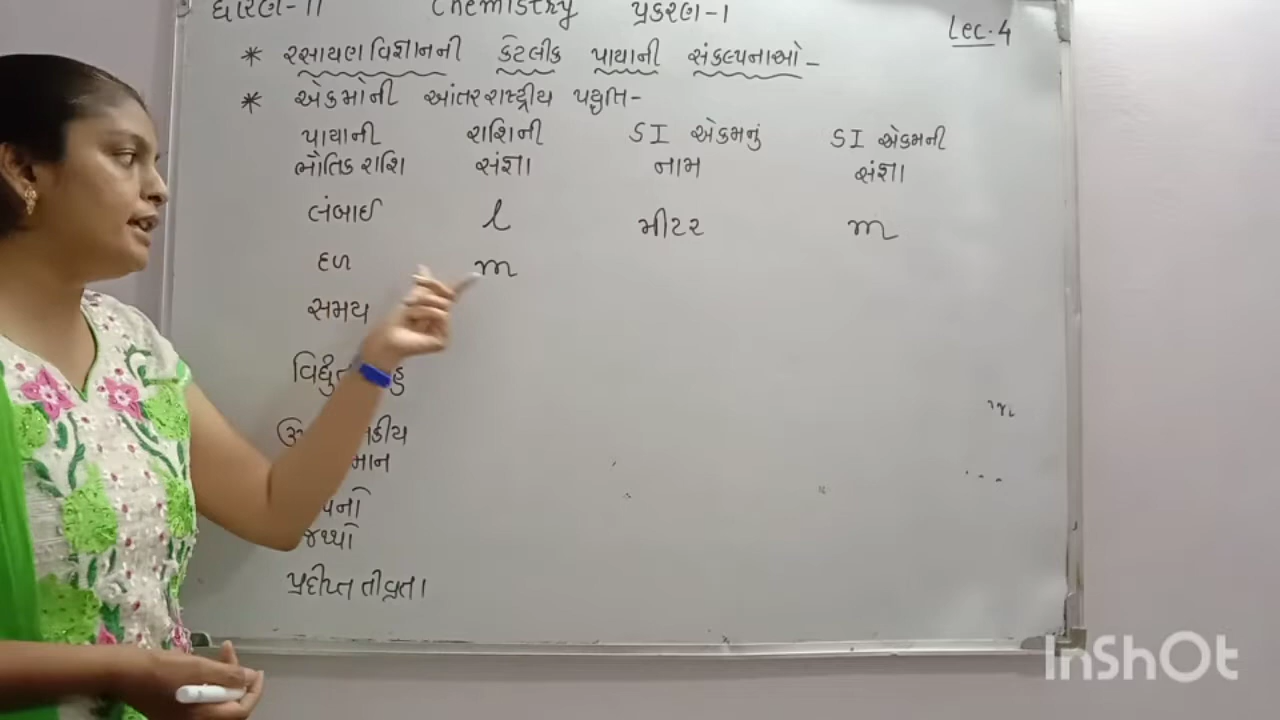 ધોરણ-11 Chemistry પ્રકરણ-1
Lec.4
* રસાયણવિજ્ઞાનની કેટલીક પાયાની સંકલ્પનાઓ-
* એકમોની આંતરરાષ્ટ્રીય પદ્ધતિ-
પાયાની ભૌતિક રાશિ રાશિની સંજ્ઞા SI એકમનું નામ SI એકમની સંજ્ઞા
લંબાઈ l મીટર m
દળ m
સમય
પ્રદીપ્ત તીવ્રતા
InShOt